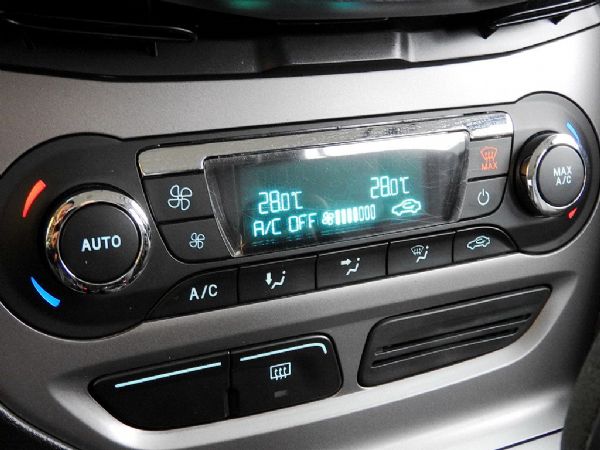 28.0°C 28.0°C
A/C OFF
MAX
MAX
A/C
AUTO
A/C